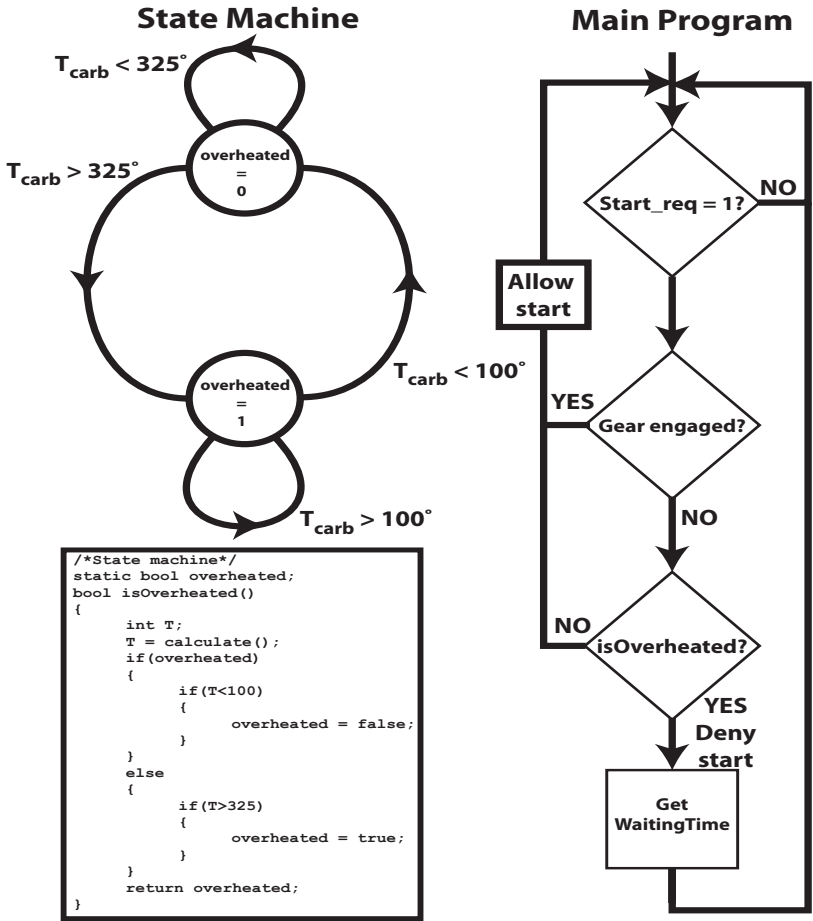 State Machine
T_carb < 325°
overheated
=
0
T_carb > 325°
overheated
=
1
T_carb < 100°
T_carb > 100°
/*State machine*/
static bool overheated;
bool isOverheated()
{
int T;
T = calculate();
if(overheated)
{
if(T<100)
{
overheated = false;
}
}
else
{
if(T>325)
{
overheated = true;
}
}
return overheated;
}
Main Program
Start_req = 1?
NO
Allow
start
YES
Gear engaged?
NO
NO
isOverheated?
YES
Deny
start
Get
WaitingTime